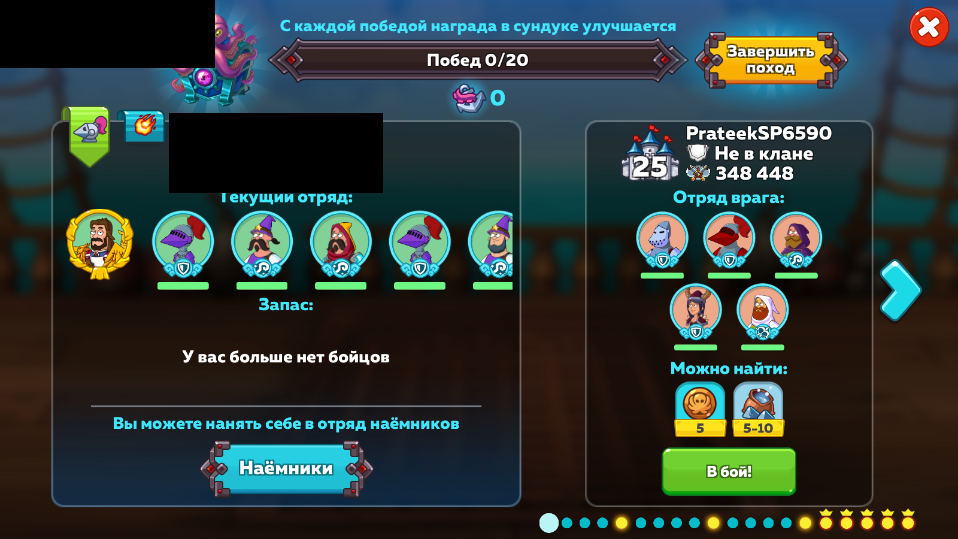 С каждой победой награда в сундуке улучшается
Побед 0/20
Завершить
поход
0
PrateekSP6590
25
Не в клане
348 448
Текущий отряд:
Отряд врага:
Запас:
У вас больше нет бойцов
Можно найти:
5
5-10
Вы можете нанять себе в отряд наёмников
Наёмники
В бой!